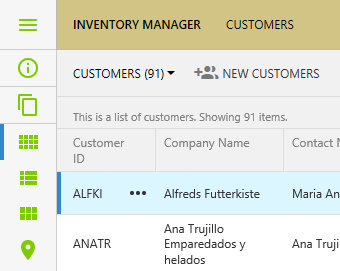 INVENTORY MANAGER CUSTOMERS
CUSTOMERS (91) NEW CUSTOMERS
This is a list of customers. Showing 91 items.
Customer ID Company Name Contact N
ALFKI ••• Alfreds Futterkiste Maria An
ANATR Ana Trujillo Emparedados y helados Ana Truj